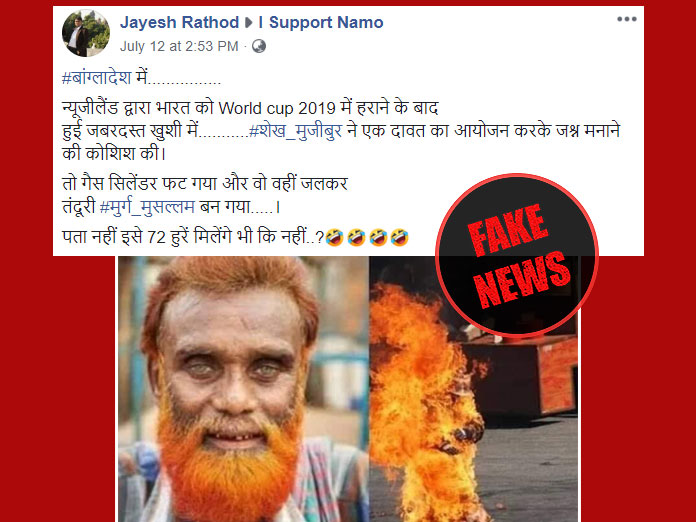 Jayesh Rathod ▶ I Support Namo
July 12 at 2:53 PM ·
#बांग्लादेश में................
न्यूजीलैंड द्वारा भारत को World cup 2019 में हराने के बाद
हुई जबरदस्त खुशी में...........#शेख_मुजीबुर ने एक दावत का आयोजन करके जश्न मनाने
की कोशिश की।
तो गैस सिलेंडर फट गया और वो वहीं जलकर
तंदूरी #मुर्ग_मुसल्लम बन गया.....।
पता नहीं इसे 72 हुरें मिलेंगे भी कि नहीं..?🤣🤣🤣🤣
FAKE
NEWS